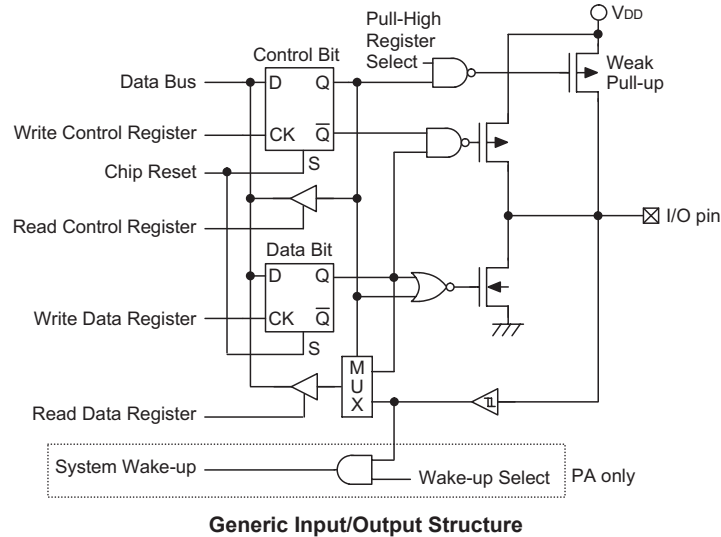 VDD
Pull-High
Register
Select
Control Bit
Weak
Pull-up
Data Bus
D
Q
Write Control Register
CK
Q
S
Chip Reset
Read Control Register
I/O pin
Data Bit
D
Q
Write Data Register
CK
Q
S
M
U
X
Read Data Register
System Wake-up
Wake-up Select
PA only
Generic Input/Output Structure